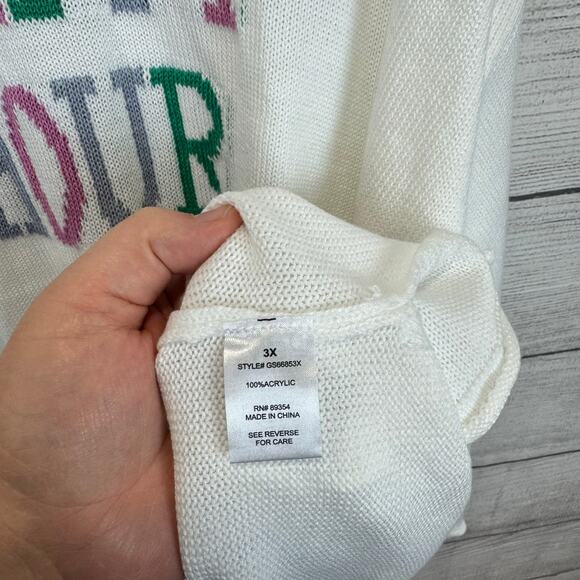 OUR
3X
STYLE# GS66853X
100%ACRYLIC
RN# 89354
MADE IN CHINA
SEE REVERSE
FOR CARE